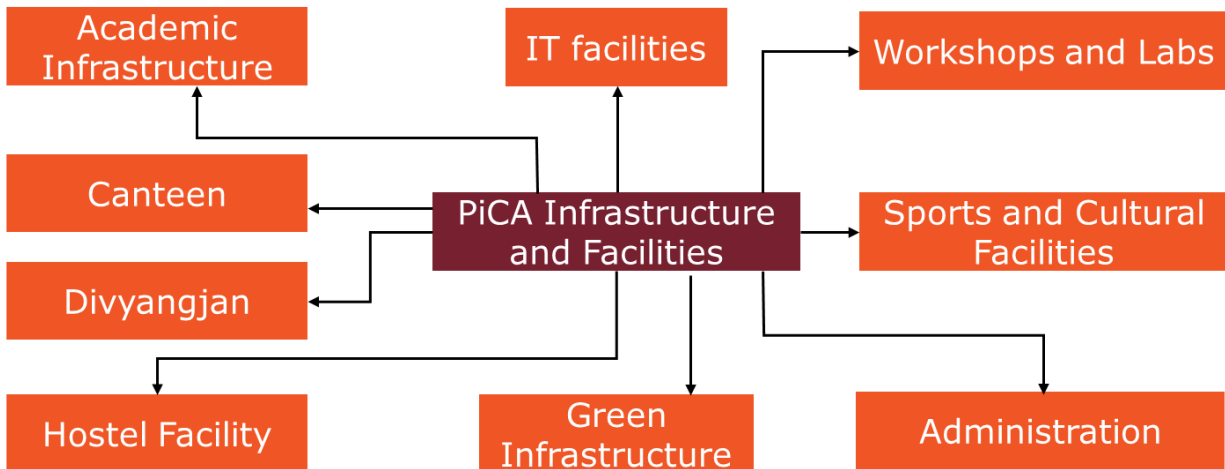 Academic
Infrastructure
IT facilities
Workshops and Labs
Canteen
PiCA Infrastructure
and Facilities
Sports and Cultural
Facilities
Divyangjan
Hostel Facility
Green
Infrastructure
Administration